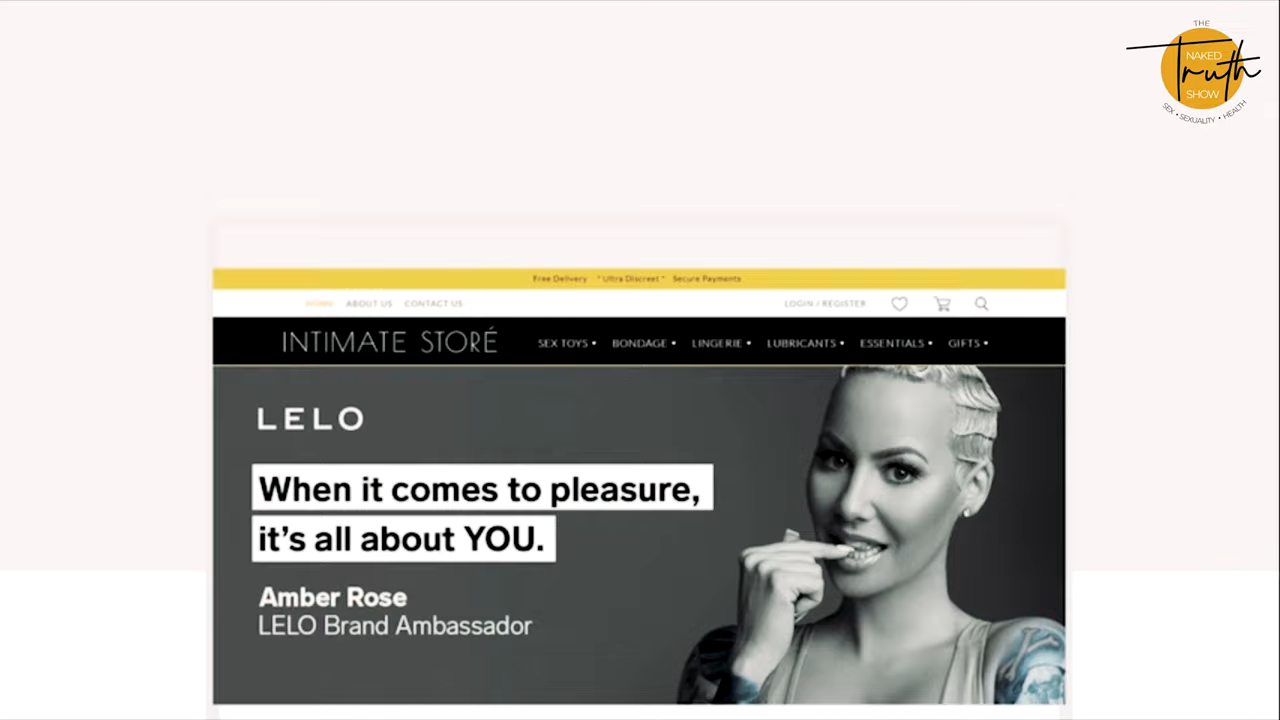 THE
NAKED
Truth
SHOW
SEX • SEXUALITY • HEALTH
Free Delivery * Ultra Discreet * Secure Payments
HOME ABOUT US CONTACT US
LOGIN / REGISTER
INTIMATE STORÉ
SEX TOYS • BONDAGE • LINGERIE • LUBRICANTS • ESSENTIALS • GIFTS •
LELO
When it comes to pleasure,
it's all about YOU.
Amber Rose
LELO Brand Ambassador